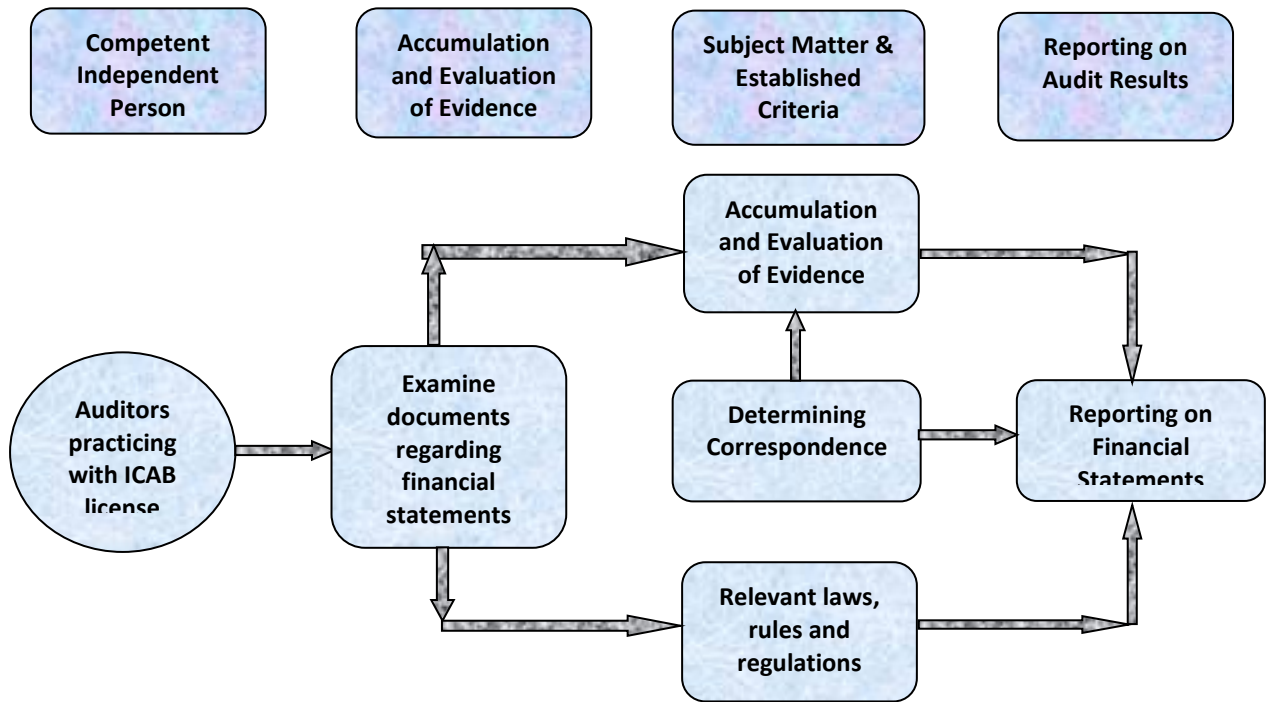 Competent
Independent
Person
Accumulation
and Evaluation
of Evidence
Subject Matter &
Established
Criteria
Reporting on
Audit Results
Accumulation
and Evaluation
of Evidence
Auditors
practicing
with ICAB
license
Examine
documents
regarding
financial
statements
Determining
Correspondence
Reporting on
Financial
Statements
Relevant laws,
rules and
regulations